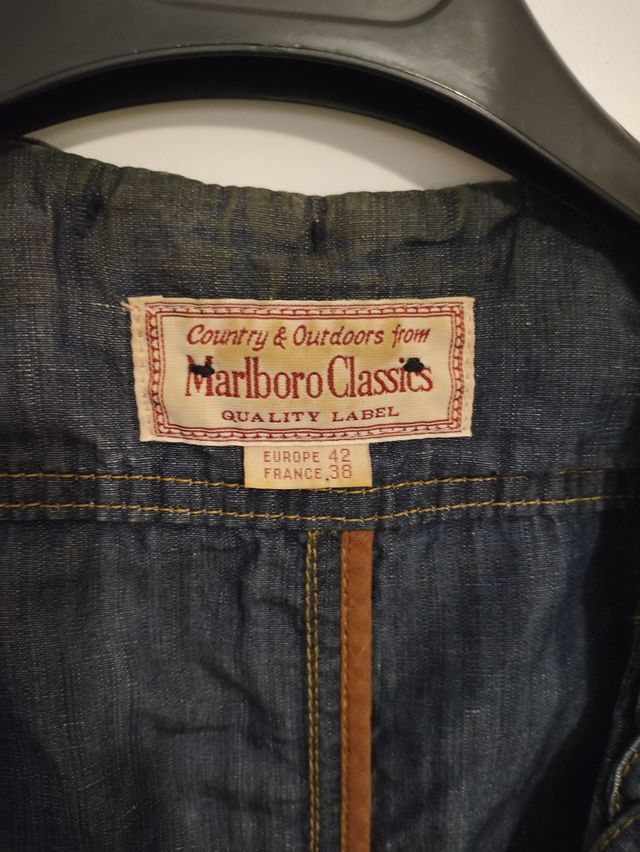 Country & Outdoors from
Marlboro Classics
QUALITY LABEL
EUROPE 42
FRANCE 38